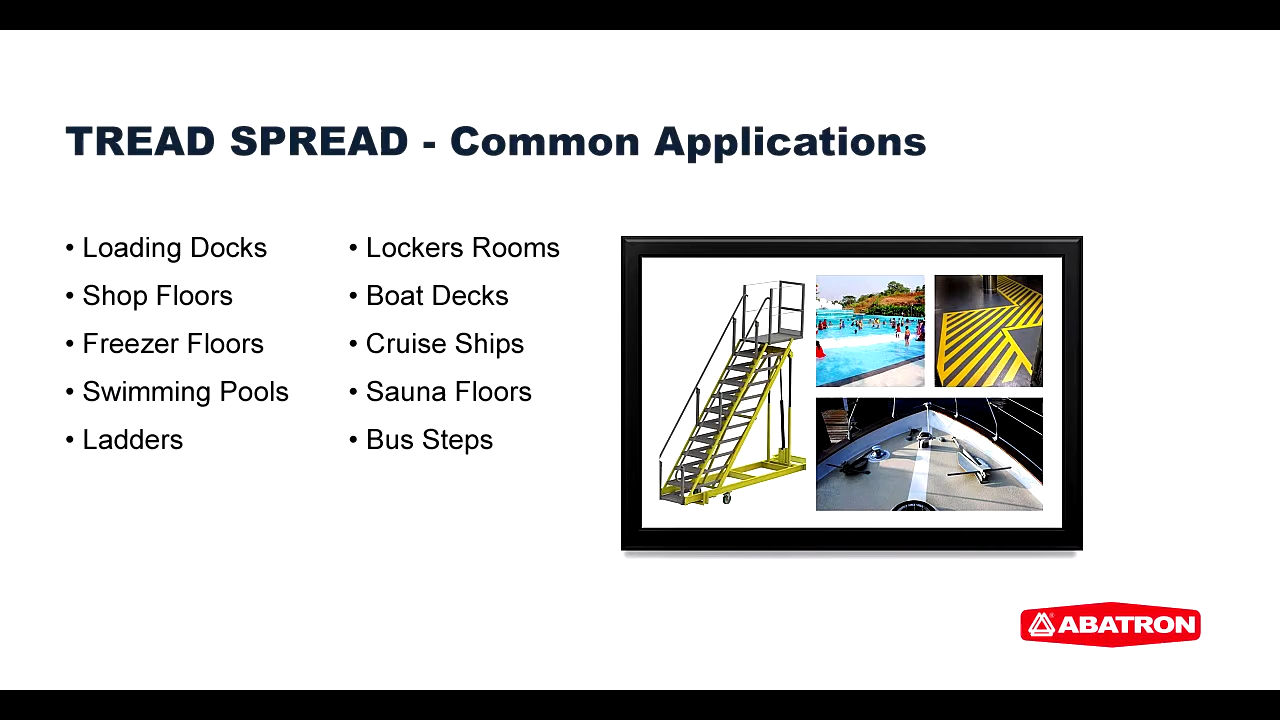 TREAD SPREAD - Common Applications
• Loading Docks
• Shop Floors
• Freezer Floors
• Swimming Pools
• Ladders
• Lockers Rooms
• Boat Decks
• Cruise Ships
• Sauna Floors
• Bus Steps
ABATRON